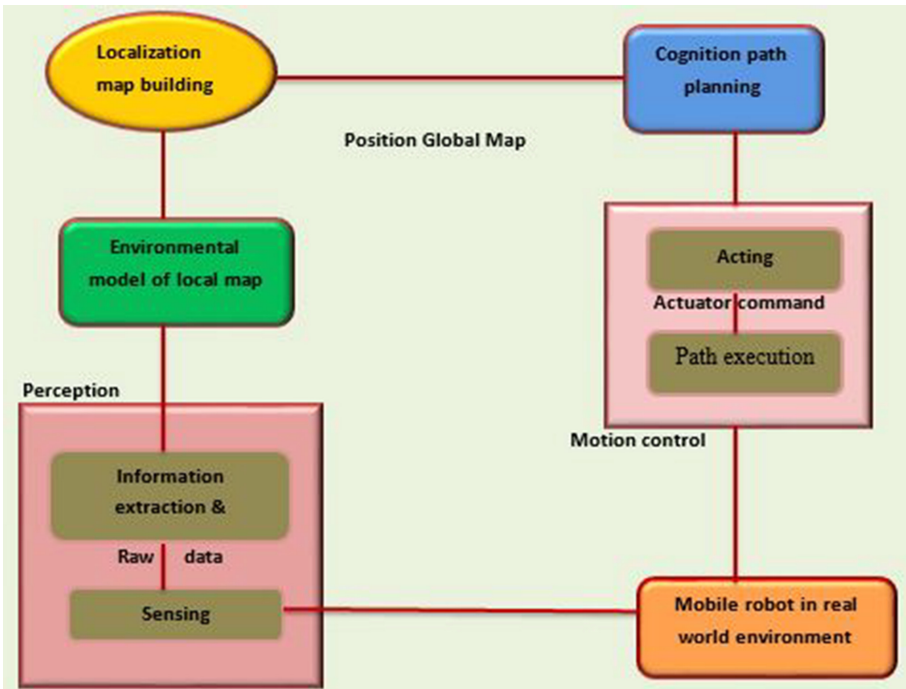 Localization
map building
Cognition path
planning
Position Global Map
Environmental
model of local map
Acting
Actuator command
Path execution
Perception
Motion control
Information
extraction &
Raw data
Sensing
Mobile robot in real
world environment